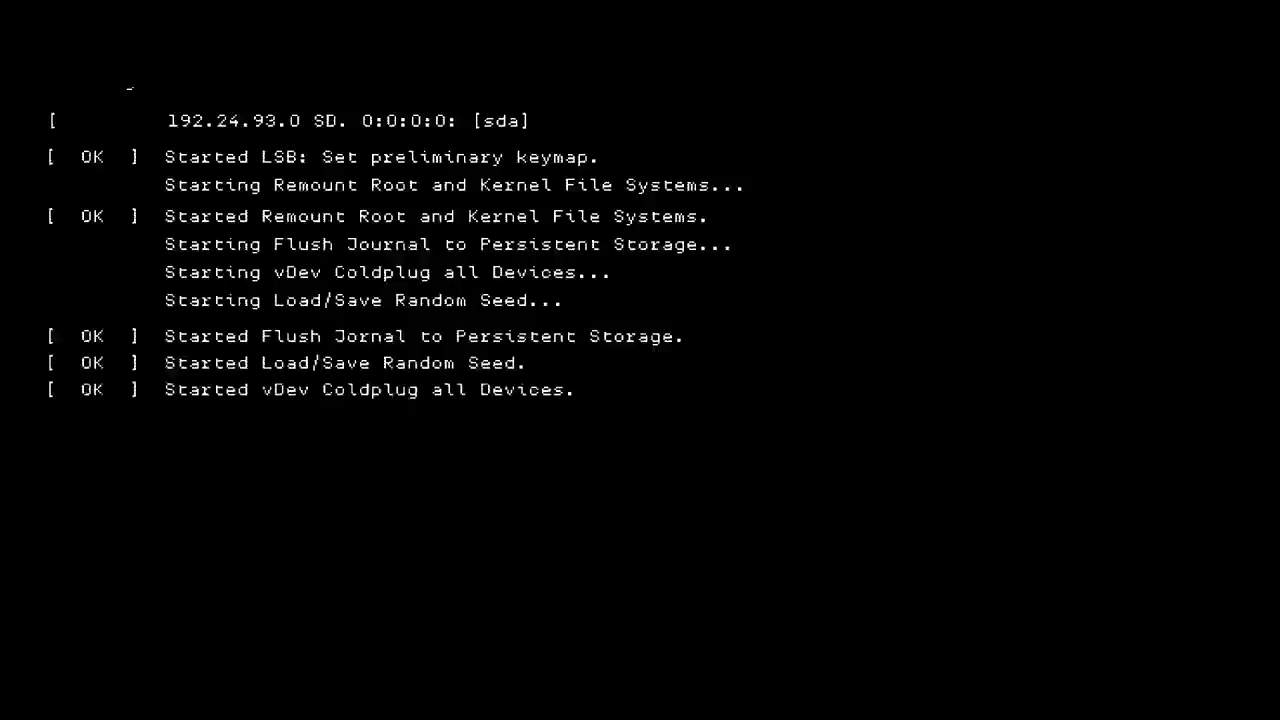 [ 192.24.93.0 SD. 0:0:0:0: [sda]
[ OK ] Started LSB: Set preliminary keymap.
Starting Remount Root and Kernel File Systems...
[ OK ] Started Remount Root and Kernel File Systems.
Starting Flush Journal to Persistent Storage...
Starting vDev Coldplug all Devices...
Starting Load/Save Random Seed...
[ OK ] Started Flush Jornal to Persistent Storage.
[ OK ] Started Load/Save Random Seed.
[ OK ] Started vDev Coldplug all Devices.